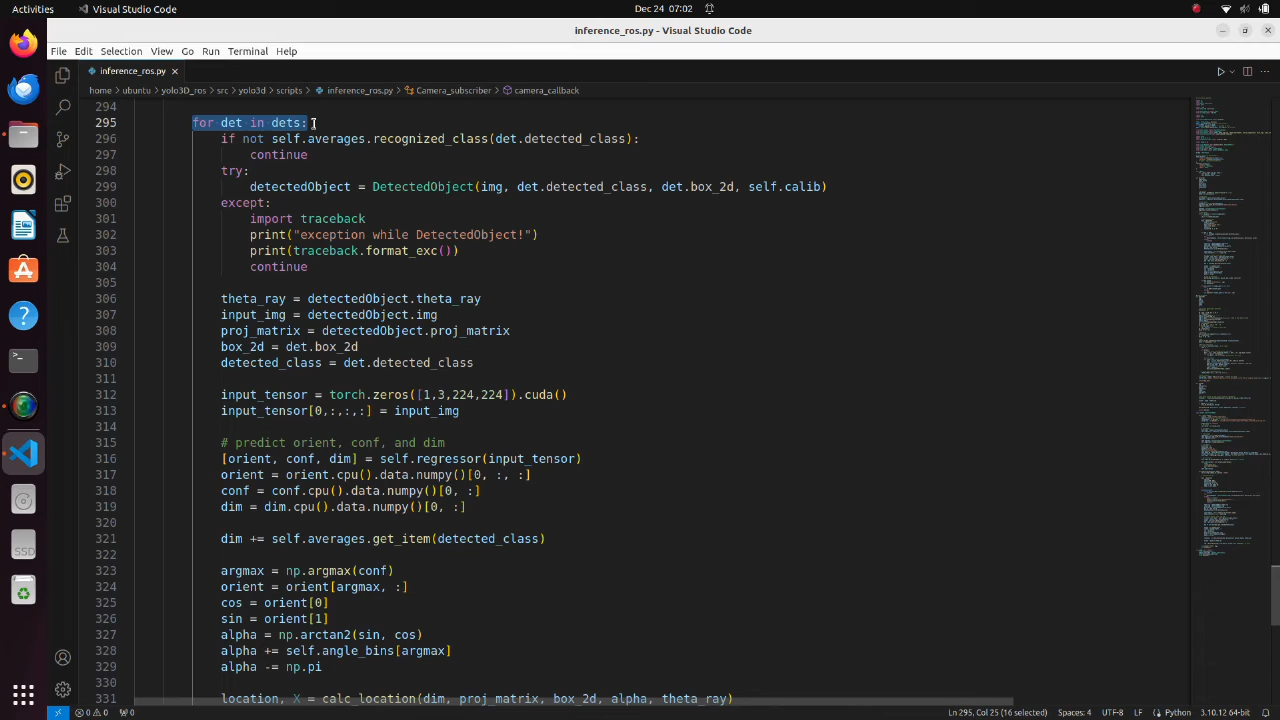 Activities
Visual Studio Code
Dec 24 07:02
inference_ros.py - Visual Studio Code
File Edit Selection View Go Run Terminal Help
inference_ros.py
home > ubuntu > yolo3D_ros > src > yolo3d > scripts > inference_ros.py > Camera_subscriber > camera_callback
294
295 for det in dets:
296 if not self.averages.recognized_class(det.detected_class):
297 continue
298 try:
299 detectedObject = DetectedObject(img, det.detected_class, det.box_2d, self.calib)
300 except:
301 import traceback
302 print("exception while DetectedObject!")
303 print(traceback.format_exc())
304 continue
305
306 theta_ray = detectedObject.theta_ray
307 input_img = detectedObject.img
308 proj_matrix = detectedObject.proj_matrix
309 box_2d = det.box_2d
310 detected_class = det.detected_class
311
312 input_tensor = torch.zeros([1,3,224,224]).cuda()
313 input_tensor[0,:,:,:] = input_img
314
315 # predict orient, conf, and dim
316 [orient, conf, dim] = self.regressor(input_tensor)
317 orient = orient.cpu().data.numpy()[0, :, :]
318 conf = conf.cpu().data.numpy()[0, :]
319 dim = dim.cpu().data.numpy()[0, :]
320
321 dim += self.averages.get_item(detected_class)
322
323 argmax = np.argmax(conf)
324 orient = orient[argmax, :]
325 cos = orient[0]
326 sin = orient[1]
327 alpha = np.arctan2(sin, cos)
328 alpha += self.angle_bins[argmax]
329 alpha -= np.pi
330
331 location, X = calc_location(dim, proj_matrix, box_2d, alpha, theta_ray)
0 0 0 Ln 295, Col 25 (16 selected) Spaces: 4 UTF-8 LF Python 3.10.12 64-bit
SSD